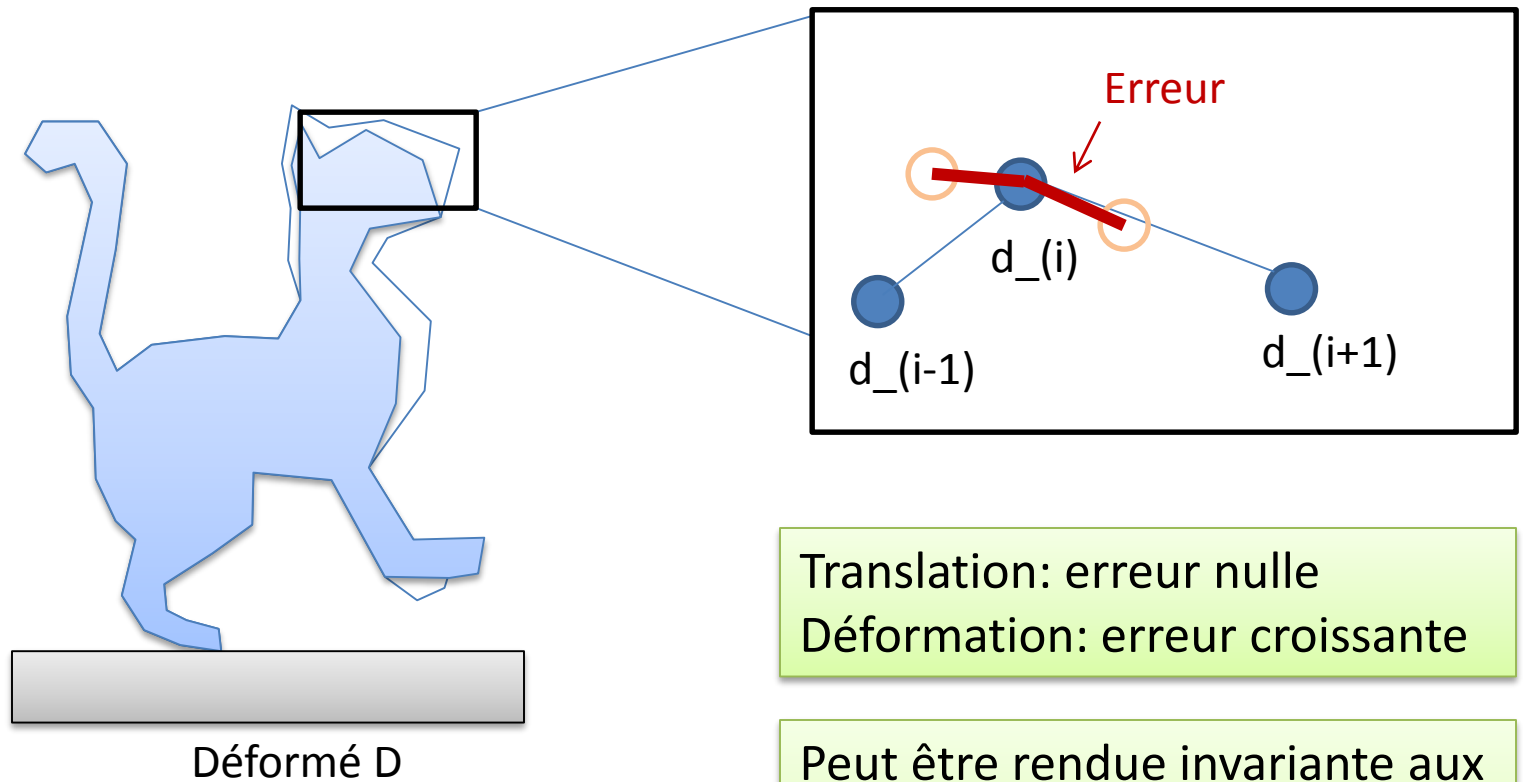 Erreur
d_(i)
d_(i-1)
d_(i+1)
Translation: erreur nulle
Déformation: erreur croissante
Déformé D
Peut être rendue invariante aux